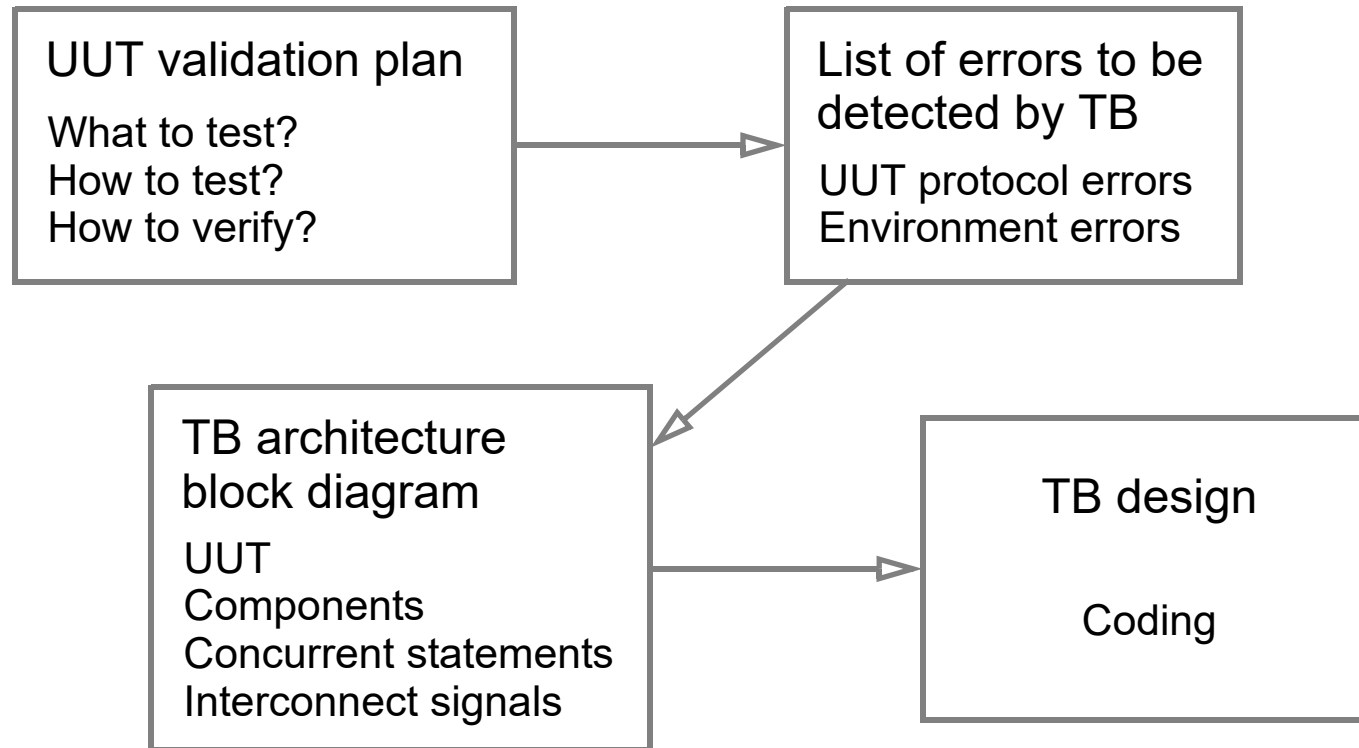 UUT validation plan
What to test?
How to test?
How to verify?
List of errors to be
detected by TB
UUT protocol errors
Environment errors
TB architecture
block diagram
UUT
Components
Concurrent statements
Interconnect signals
TB design
Coding